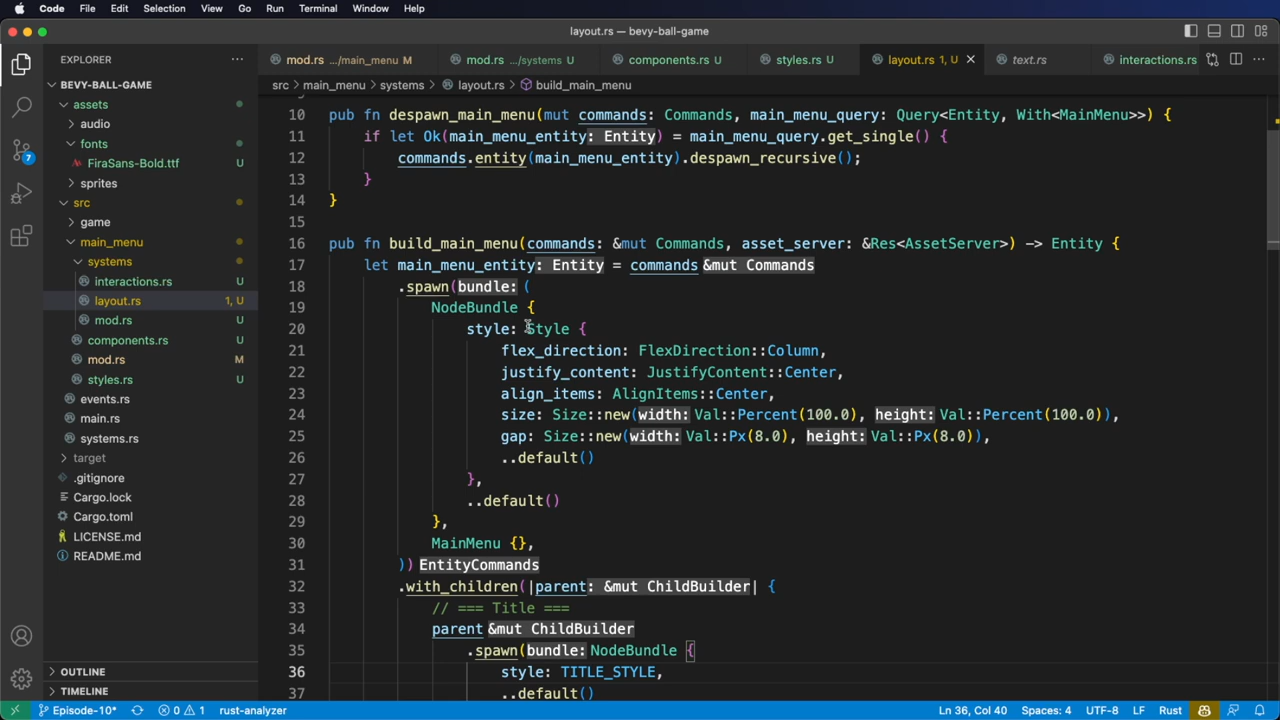 Code File Edit Selection View Go Run Terminal Window Help
layout.rs — bevy-ball-game
EXPLORER
mod.rs .../main_menu M
mod.rs .../systems U
components.rs U
styles.rs U
layout.rs 1, U
text.rs
interactions.rs
BEVY-BALL-GAME
assets
audio
fonts
FiraSans-Bold.ttf U
sprites
src
game
main_menu
systems
interactions.rs U
layout.rs 1, U
mod.rs U
components.rs U
mod.rs M
styles.rs U
events.rs
main.rs
systems.rs
target
.gitignore
Cargo.lock
Cargo.toml
LICENSE.md
README.md
OUTLINE
TIMELINE
7
src > main_menu > systems > layout.rs > build_main_menu
10 pub fn despawn_main_menu(mut commands: Commands, main_menu_query: Query<Entity, With<MainMenu>>) {
11 if let Ok(main_menu_entity: Entity) = main_menu_query.get_single() {
12 commands.entity(main_menu_entity).despawn_recursive();
13 }
14 }
15
16 pub fn build_main_menu(commands: &mut Commands, asset_server: &Res<AssetServer>) -> Entity {
17 let main_menu_entity: Entity = commands &mut Commands
18 .spawn(bundle: (
19 NodeBundle {
20 style: Style {
21 flex_direction: FlexDirection::Column,
22 justify_content: JustifyContent::Center,
23 align_items: AlignItems::Center,
24 size: Size::new(width: Val::Percent(100.0), height: Val::Percent(100.0)),
25 gap: Size::new(width: Val::Px(8.0), height: Val::Px(8.0)),
26 ..default()
27 },
28 ..default()
29 },
30 MainMenu {},
31 )) EntityCommands
32 .with_children(|parent: &mut ChildBuilder| {
33 // === Title ===
34 parent &mut ChildBuilder
35 .spawn(bundle: NodeBundle {
36 style: TITLE_STYLE,
37 ..default()
Episode-10* 0 1 rust-analyzer Ln 36, Col 40 Spaces: 4 UTF-8 LF Rust